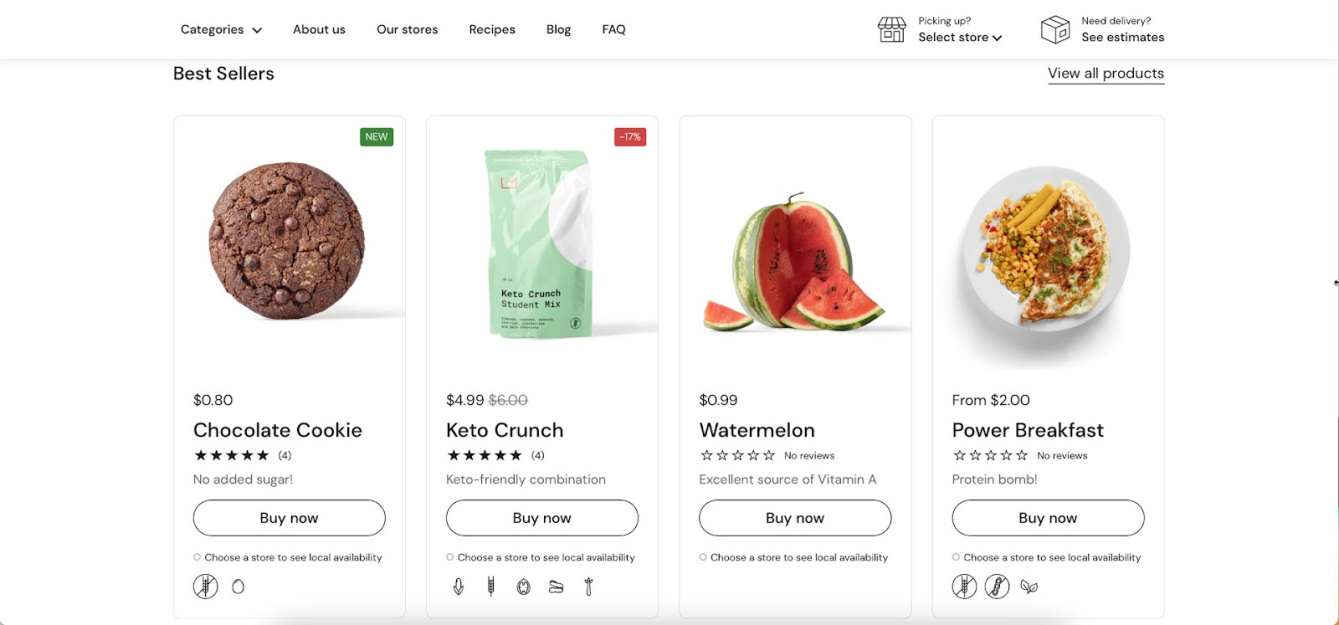 Categories About us Our stores Recipes Blog FAQ
Picking up?
Select store
Need delivery?
See estimates
Best Sellers
View all products
NEW
$0.80
Chocolate Cookie
(4)
No added sugar!
Buy now
Choose a store to see local availability
-17%
Keto Crunch
Student Mix
$4.99 $6.00
Keto Crunch
(4)
Keto-friendly combination
Buy now
Choose a store to see local availability
$0.99
Watermelon
No reviews
Excellent source of Vitamin A
Buy now
Choose a store to see local availability
From $2.00
Power Breakfast
No reviews
Protein bomb!
Buy now
Choose a store to see local availability